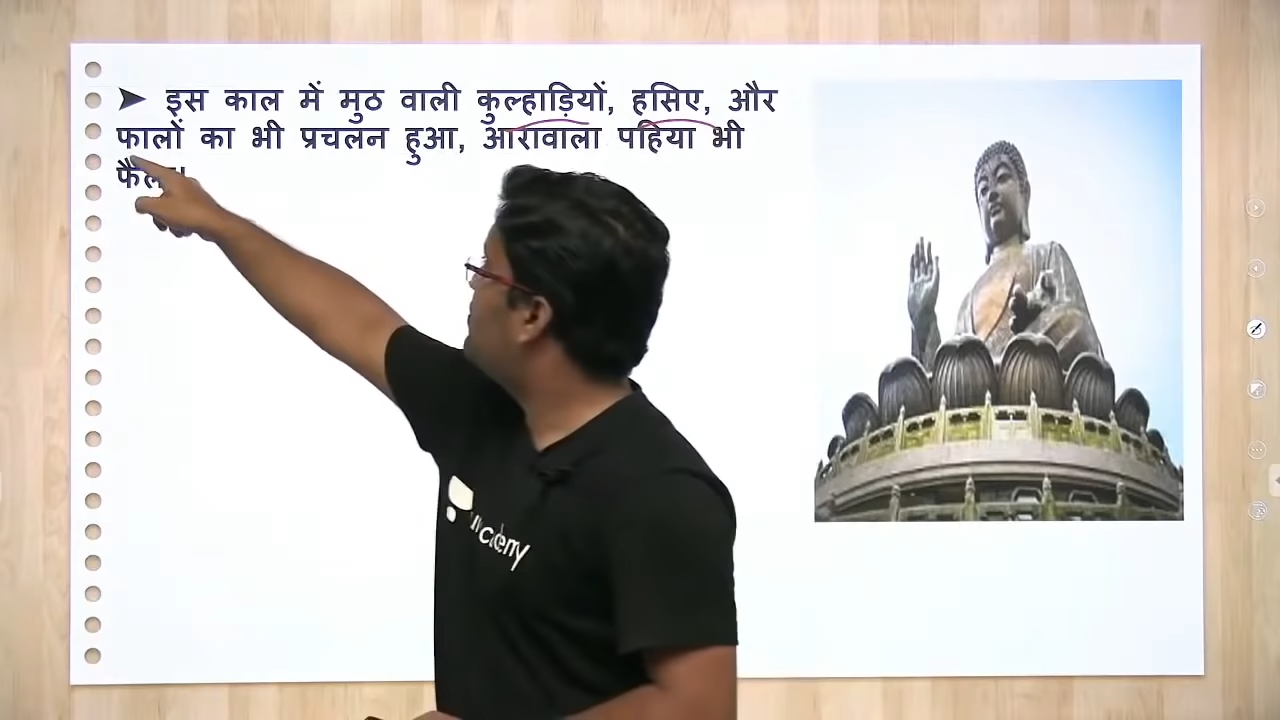 ➤ इस काल में मुठ वाली कुल्हाड़ियों, हसिए, और
फालों का भी प्रचलन हुआ, आरावाला पहिया भी